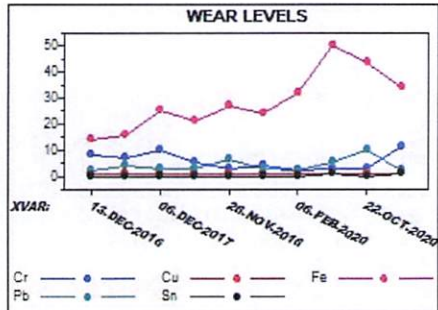 WEAR LEVELS
50
40
30
20
10
0
XVAR:
13-DEC-2016
06-DEC-2017
26-NOV-2018
06-FEB-2020
22-OCT-2020
Cr Cu Fe
Pb Sn